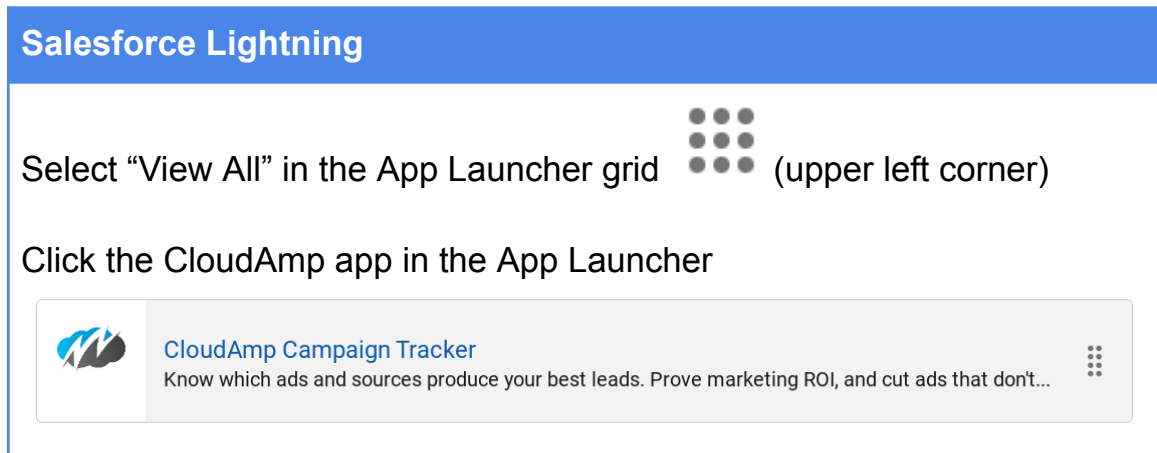 Salesforce Lightning
Select “View All” in the App Launcher grid (upper left corner)
Click the CloudAmp app in the App Launcher
CloudAmp Campaign Tracker
Know which ads and sources produce your best leads. Prove marketing ROI, and cut ads that don't...